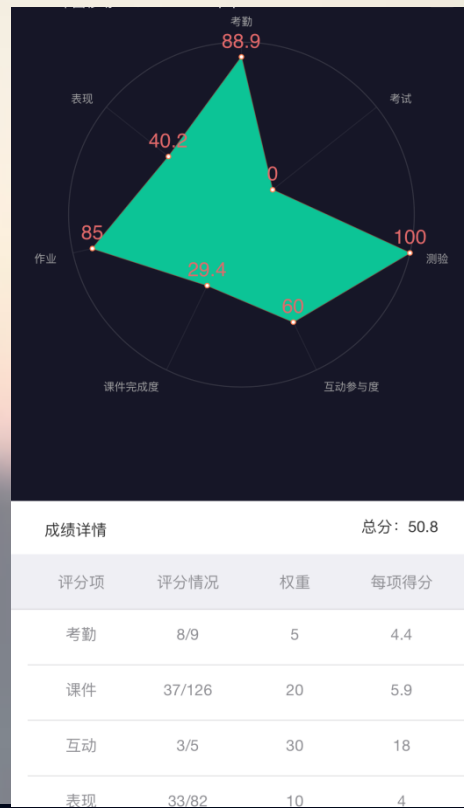 考勤
88.9
表现
考试
40.2
0
85
100
作业
测验
29.4
60
课件完成度
互动参与度
成绩详情
总分：50.8
评分项 评分情况 权重 每项得分
考勤 8/9 5 4.4
课件 37/126 20 5.9
互动 3/5 30 18
表现 33/82 10 4